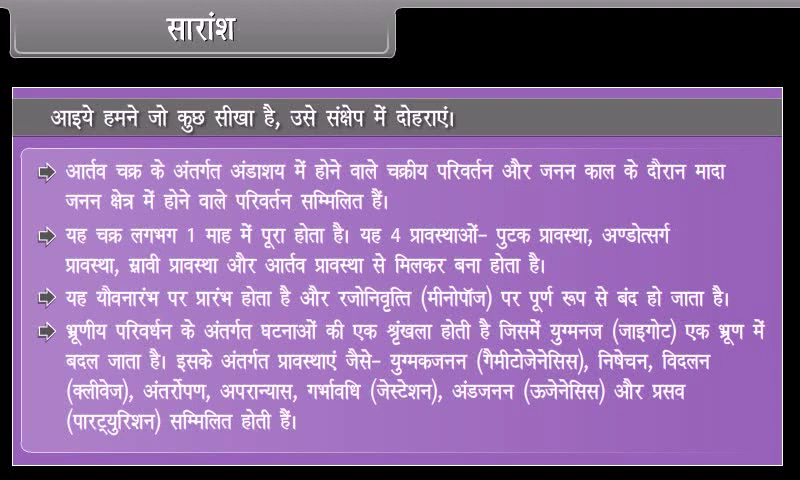 सारांश
आइये हमने जो कुछ सीखा है, उसे संक्षेप में दोहराएं।
आर्तव चक्र के अंतर्गत अंडाशय में होने वाले चक्रीय परिवर्तन और जनन काल के दौरान मादा
जनन क्षेत्र में होने वाले परिवर्तन सम्मिलित हैं।
यह चक्र लगभग 1 माह में पूरा होता है। यह 4 प्रावस्थाओं- पुटक प्रावस्था, अण्डोत्सर्ग
प्रावस्था, स्रावी प्रावस्था और आर्तव प्रावस्था से मिलकर बना होता है।
यह यौवनारंभ पर प्रारंभ होता है और रजोनिवृत्ति (मीनोपॉज) पर पूर्ण रूप से बंद हो जाता है।
भ्रूणीय परिवर्धन के अंतर्गत घटनाओं की एक श्रृंखला होती है जिसमें युग्मनज (जाइगोट) एक भ्रूण में
बदल जाता है। इसके अंतर्गत प्रावस्थाएं जैसे- युग्मकजनन (गैमीटोजेनेसिस), निषेचन, विदलन
(क्लीवेज), अंतर्रोपण, अपरान्यास, गर्भावधि (जेस्टेशन), अंडजनन (ऊजेनेसिस) और प्रसव
(पारट्युरिशन) सम्मिलित होती हैं।